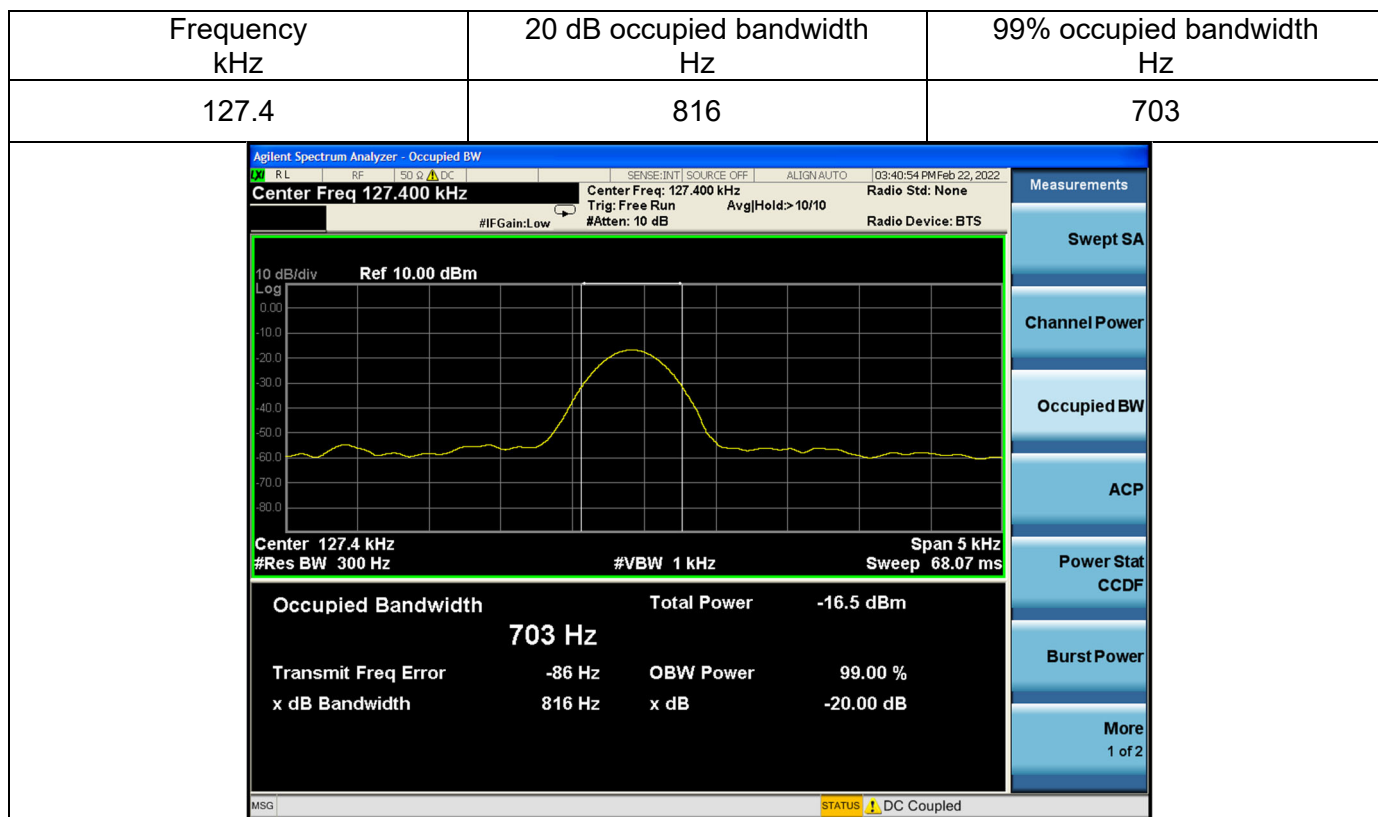 Frequency
kHz
20 dB occupied bandwidth
Hz
99% occupied bandwidth
Hz
127.4
816
703
Agilent Spectrum Analyzer - Occupied BW
LXI RL RF 50 Ω DC SENSE:INT SOURCE OFF ALIGN AUTO 03:40:54 PM Feb 22, 2022
Center Freq 127.400 kHz
Center Freq: 127.400 kHz
Radio Std: None
Trig: Free Run Avg|Hold:>10/10
#IFGain:Low
#Atten: 10 dB
Radio Device: BTS
10 dB/div Ref 10.00 dBm
Log
0.00
-10.0
-20.0
-30.0
-40.0
-50.0
-60.0
-70.0
-80.0
Center 127.4 kHz
Span 5 kHz
#Res BW 300 Hz
#VBW 1 kHz
Sweep 68.07 ms
Occupied Bandwidth
Total Power -16.5 dBm
703 Hz
Transmit Freq Error -86 Hz OBW Power 99.00 %
x dB Bandwidth 816 Hz x dB -20.00 dB
Measurements
Swept SA
Channel Power
Occupied BW
ACP
Power Stat
CCDF
Burst Power
More
1 of 2
MSG
STATUS ! DC Coupled